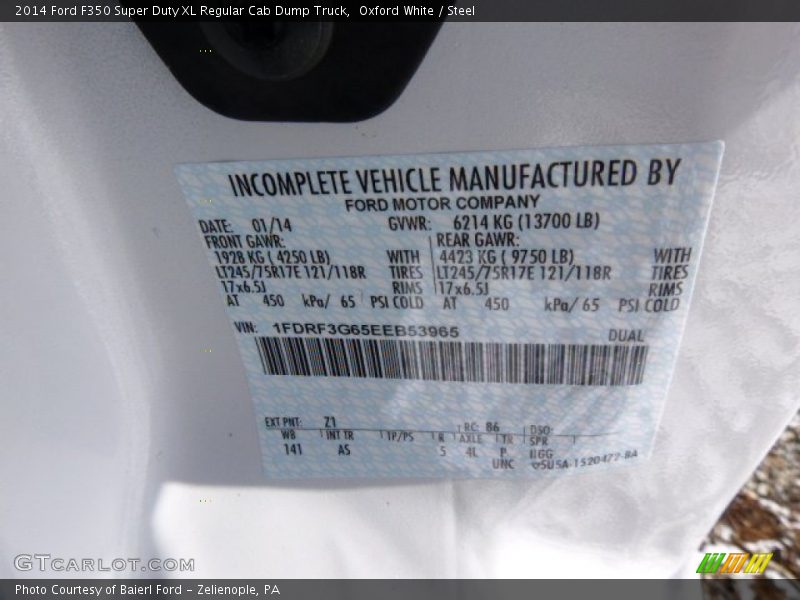 2014 Ford F350 Super Duty XL Regular Cab Dump Truck, Oxford White / Steel
INCOMPLETE VEHICLE MANUFACTURED BY
FORD MOTOR COMPANY
DATE: 01/14 GVWR: 6214 KG (13700 LB)
FRONT GAWR: REAR GAWR:
1928 KG ( 4250 LB) WITH 4423 KG ( 9750 LB) WITH
LT245/75R17E 121/118R TIRES LT245/75R17E 121/118R TIRES
17x6.5J RIMS 17x6.5J RIMS
AT 450 kPa/ 65 PSI COLD AT 450 kPa/ 65 PSI COLD
VIN: 1FDRF3G65EEB53965 DUAL
EXT PNT: Z1 RC: 86 DSO:
WB INT TR TP/PS R AXLE TR SPR
141 AS 5 4L P IIGG
UNC
GTCARLOT.COM
Photo Courtesy of Baierl Ford - Zelienople, PA